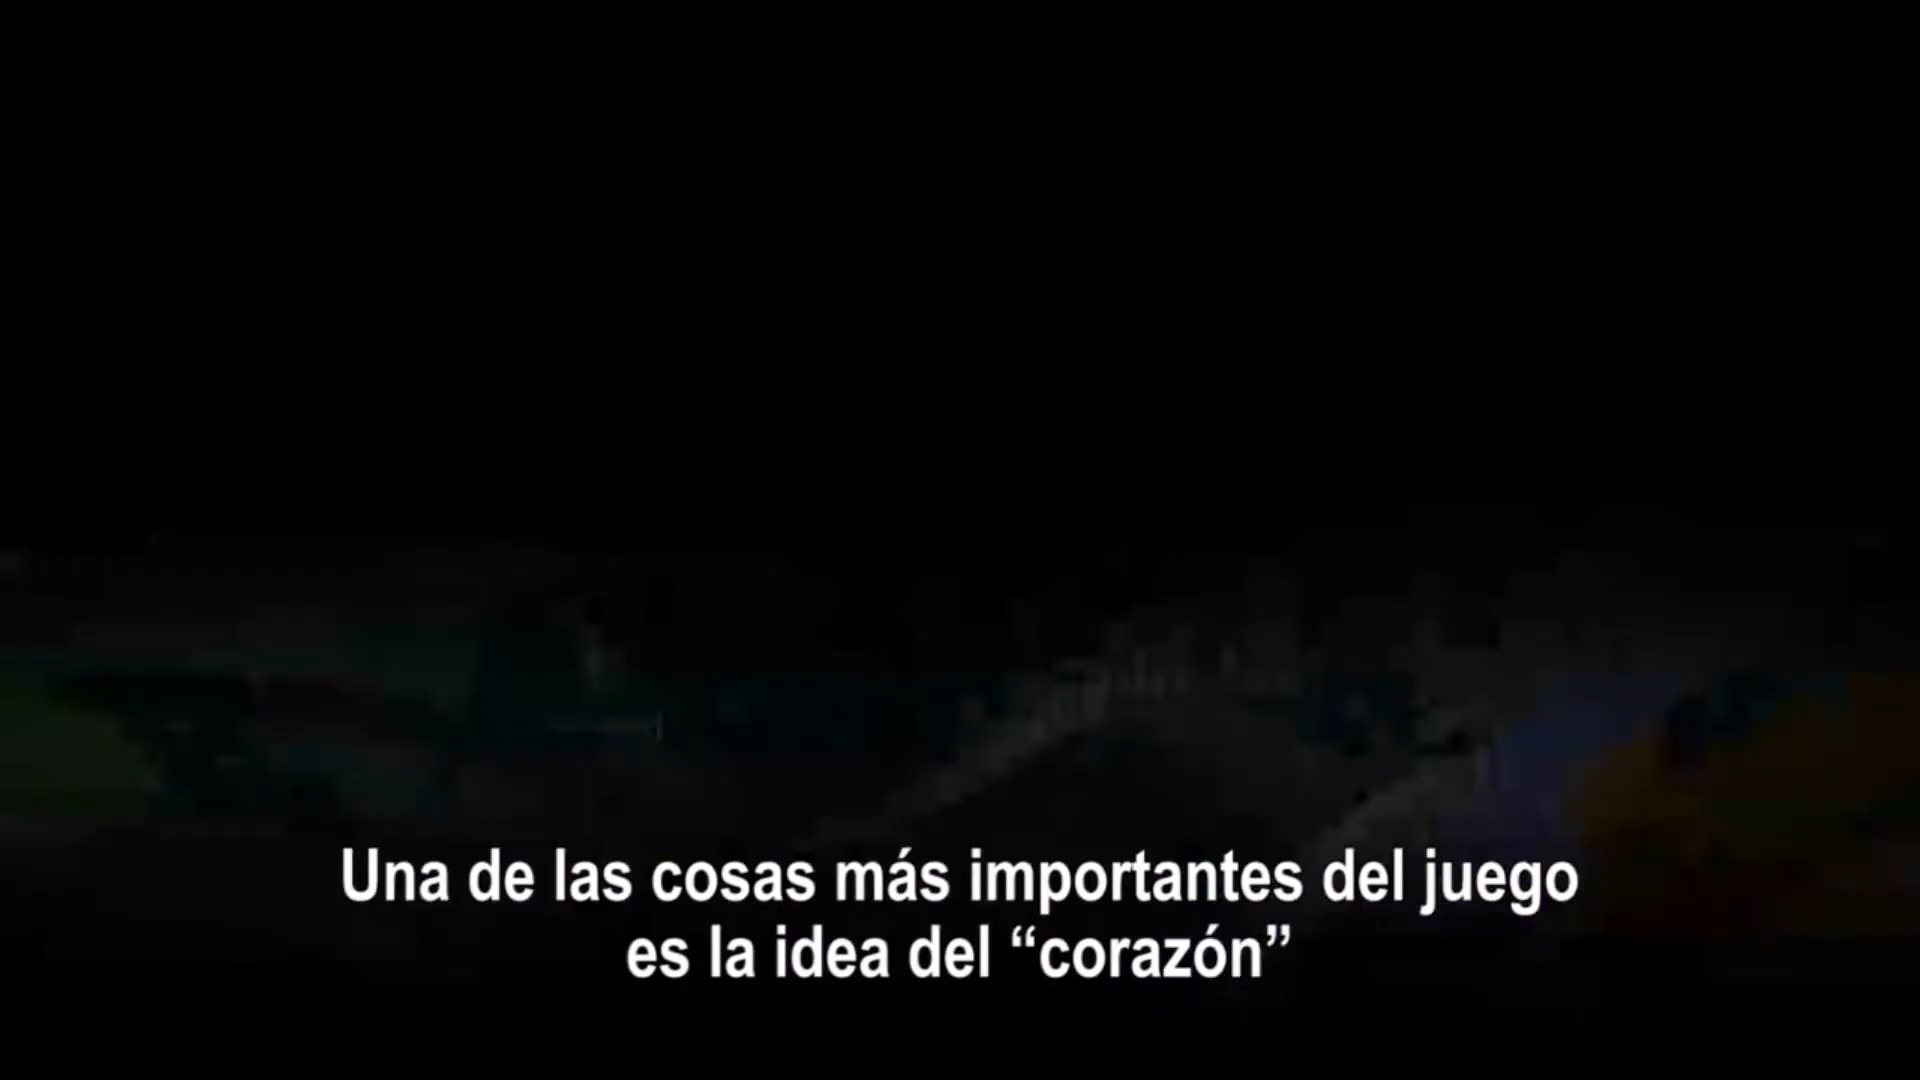 Una de las cosas más importantes del juego
es la idea del “corazón”